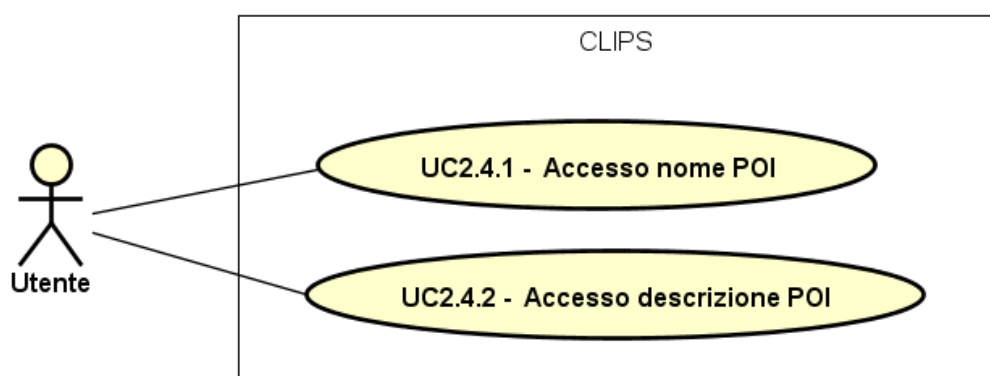 CLIPS
UC2.4.1 - Accesso nome POI
Utente
UC2.4.2 - Accesso descrizione POI